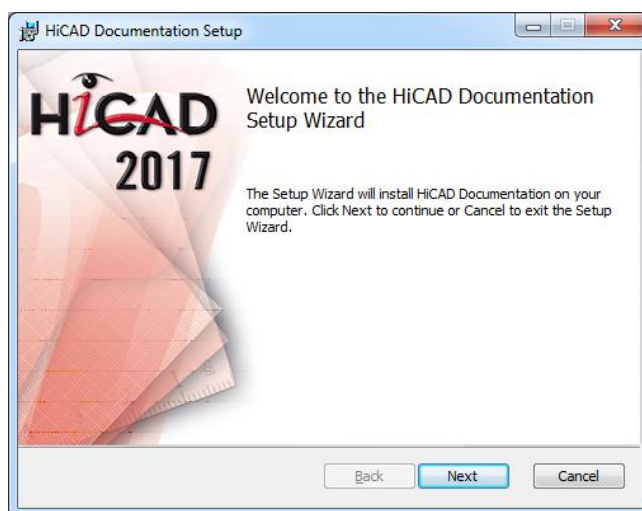 HiCAD Documentation Setup
HiCAD
2017
Welcome to the HiCAD Documentation
Setup Wizard
The Setup Wizard will install HiCAD Documentation on your
computer. Click Next to continue or Cancel to exit the Setup
Wizard.
Back Next Cancel